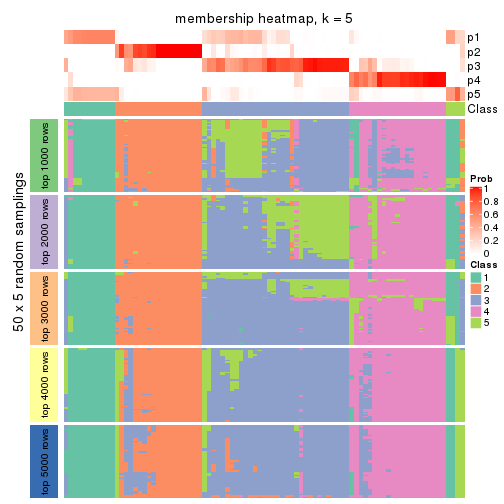 membership heatmap, k = 5
p1
p2
p3
p4
p5
Class
50 x 5 random samplings
top 1000 rows
top 2000 rows
top 3000 rows
top 4000 rows
top 5000 rows
Prob
1
0.8
0.6
0.4
0.2
0
Class
1
2
3
4
5